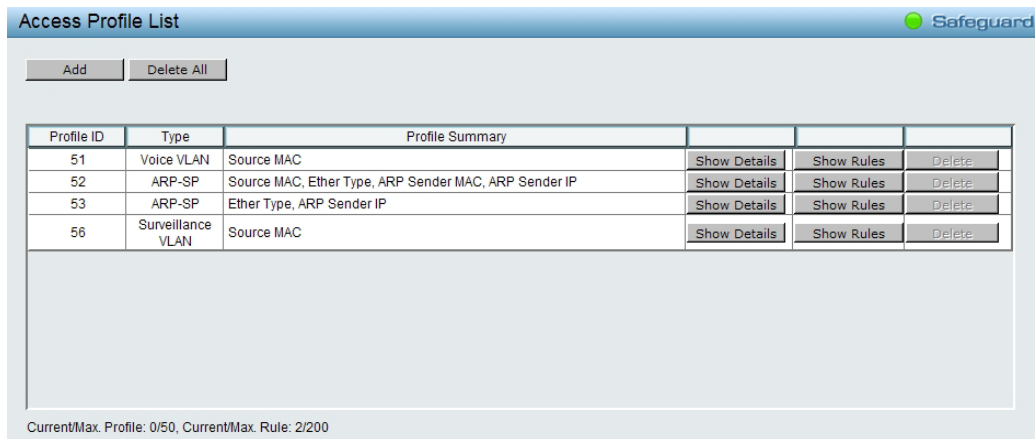 Access Profile List Safeguard
Add Delete All
Profile ID Type Profile Summary
51 Voice VLAN Source MAC Show Details Show Rules Delete
52 ARP-SP Source MAC, Ether Type, ARP Sender MAC, ARP Sender IP Show Details Show Rules Delete
53 ARP-SP Ether Type, ARP Sender IP Show Details Show Rules Delete
56 Surveillance VLAN Source MAC Show Details Show Rules Delete
Current/Max. Profile: 0/50, Current/Max. Rule: 2/200